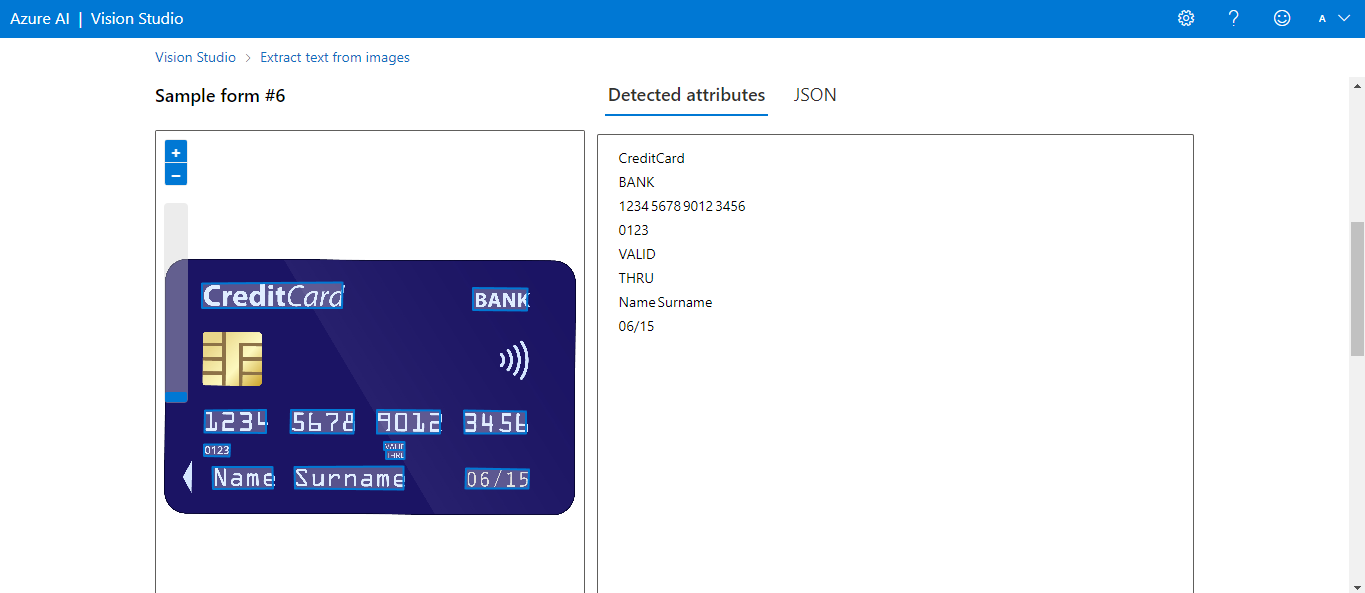 Azure AI | Vision Studio
A
Vision Studio > Extract text from images
Sample form #6
Detected attributes
JSON
+
−
CreditCard
BANK
1234 5678 9012 3456
0123
VALID
THRU
Name Surname
06/15
CreditCard
BANK
1234 5678 9012 3456
0123
VALID
THRU
Name Surname
06/15